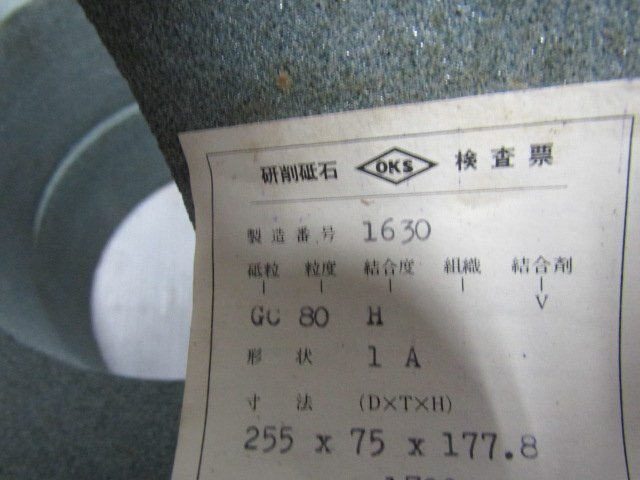 研削砥石 OKS 検査票
製造番号 1630
砥粒 粒度 結合度 組織 結合剤
GC 80 H V
形状 1 A
寸法 (D×T×H)
255 x 75 x 177.8